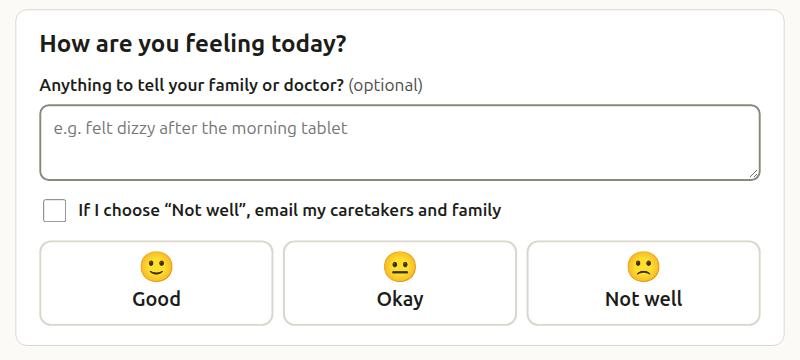 How are you feeling today?
Anything to tell your family or doctor? (optional)
e.g. felt dizzy after the morning tablet
If I choose “Not well”, email my caretakers and family
Good
Okay
Not well